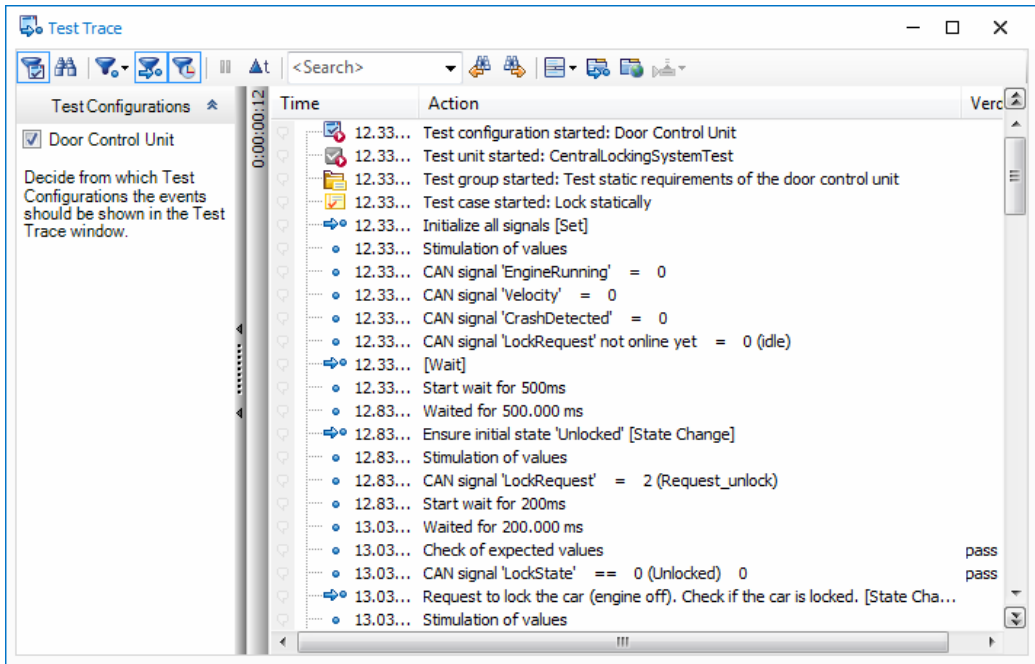 Test Trace
Δt <Search>
Test Configurations
Door Control Unit
Decide from which Test
Configurations the events
should be shown in the Test
Trace window.
0:00:00:12
Time Action Verc
12.33... Test configuration started: Door Control Unit
12.33... Test unit started: CentralLockingSystemTest
12.33... Test group started: Test static requirements of the door control unit
12.33... Test case started: Lock statically
12.33... Initialize all signals [Set]
12.33... Stimulation of values
12.33... CAN signal 'EngineRunning' = 0
12.33... CAN signal 'Velocity' = 0
12.33... CAN signal 'CrashDetected' = 0
12.33... CAN signal 'LockRequest' not online yet = 0 (idle)
12.33... [Wait]
12.33... Start wait for 500ms
12.83... Waited for 500.000 ms
12.83... Ensure initial state 'Unlocked' [State Change]
12.83... Stimulation of values
12.83... CAN signal 'LockRequest' = 2 (Request_unlock)
12.83... Start wait for 200ms
13.03... Waited for 200.000 ms
13.03... Check of expected values pass
13.03... CAN signal 'LockState' == 0 (Unlocked) 0 pass
13.03... Request to lock the car (engine off). Check if the car is locked. [State Cha...
13.03... Stimulation of values